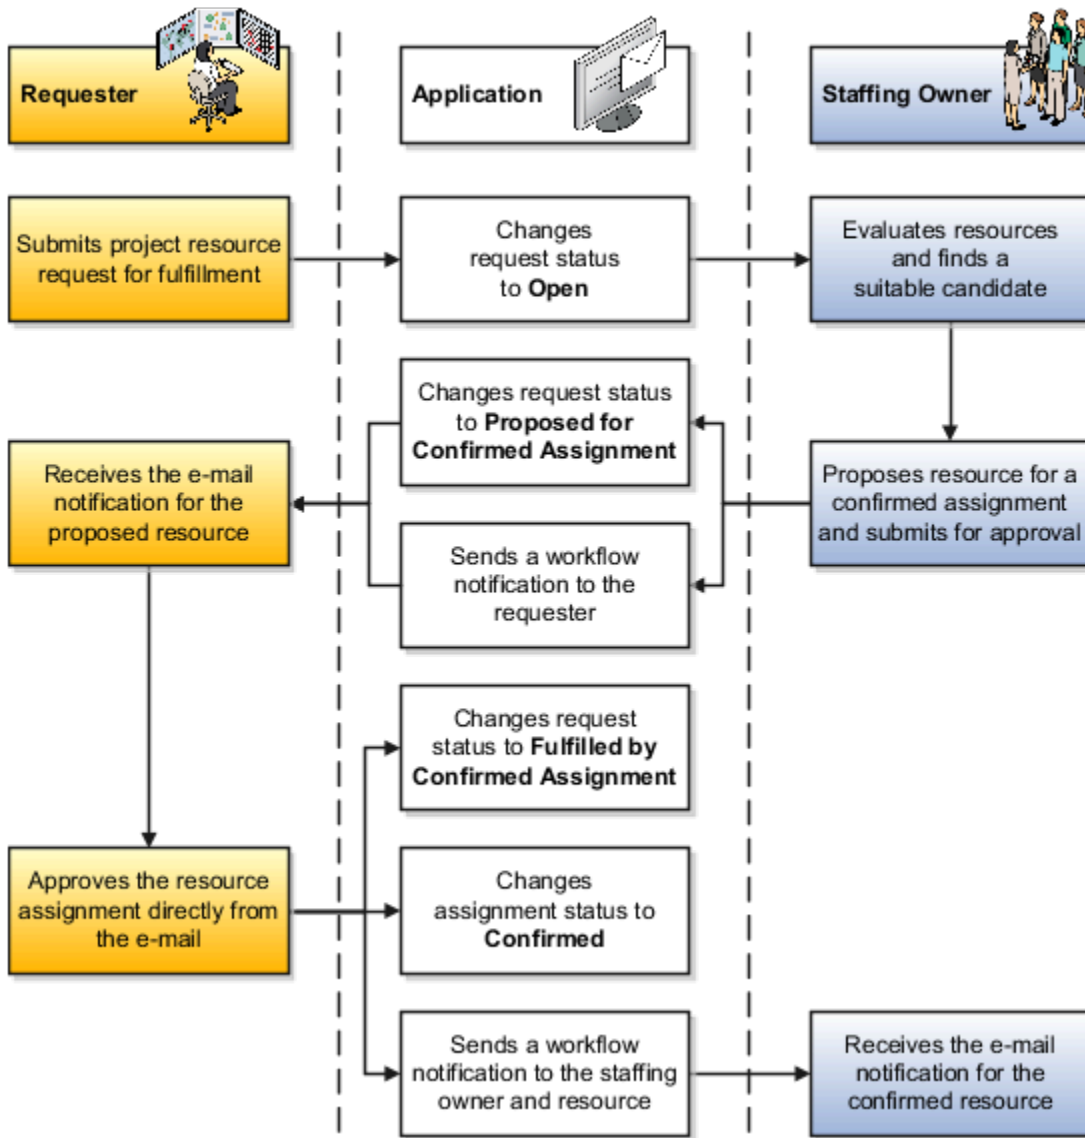 Requester
Application
Staffing Owner
Submits project resource
request for fulfillment
Changes
request status
to Open
Evaluates resources
and finds a
suitable candidate
Changes request status
to Proposed for
Confirmed Assignment
Receives the e-mail
notification for the
proposed resource
Proposes resource for a
confirmed assignment
and submits for approval
Sends a workflow
notification to the
requester
Changes request
status to Fulfilled by
Confirmed Assignment
Approves the resource
assignment directly from
the e-mail
Changes
assignment status to
Confirmed
Sends a workflow
notification to the staffing
owner and resource
Receives the e-mail
notification for the
confirmed resource